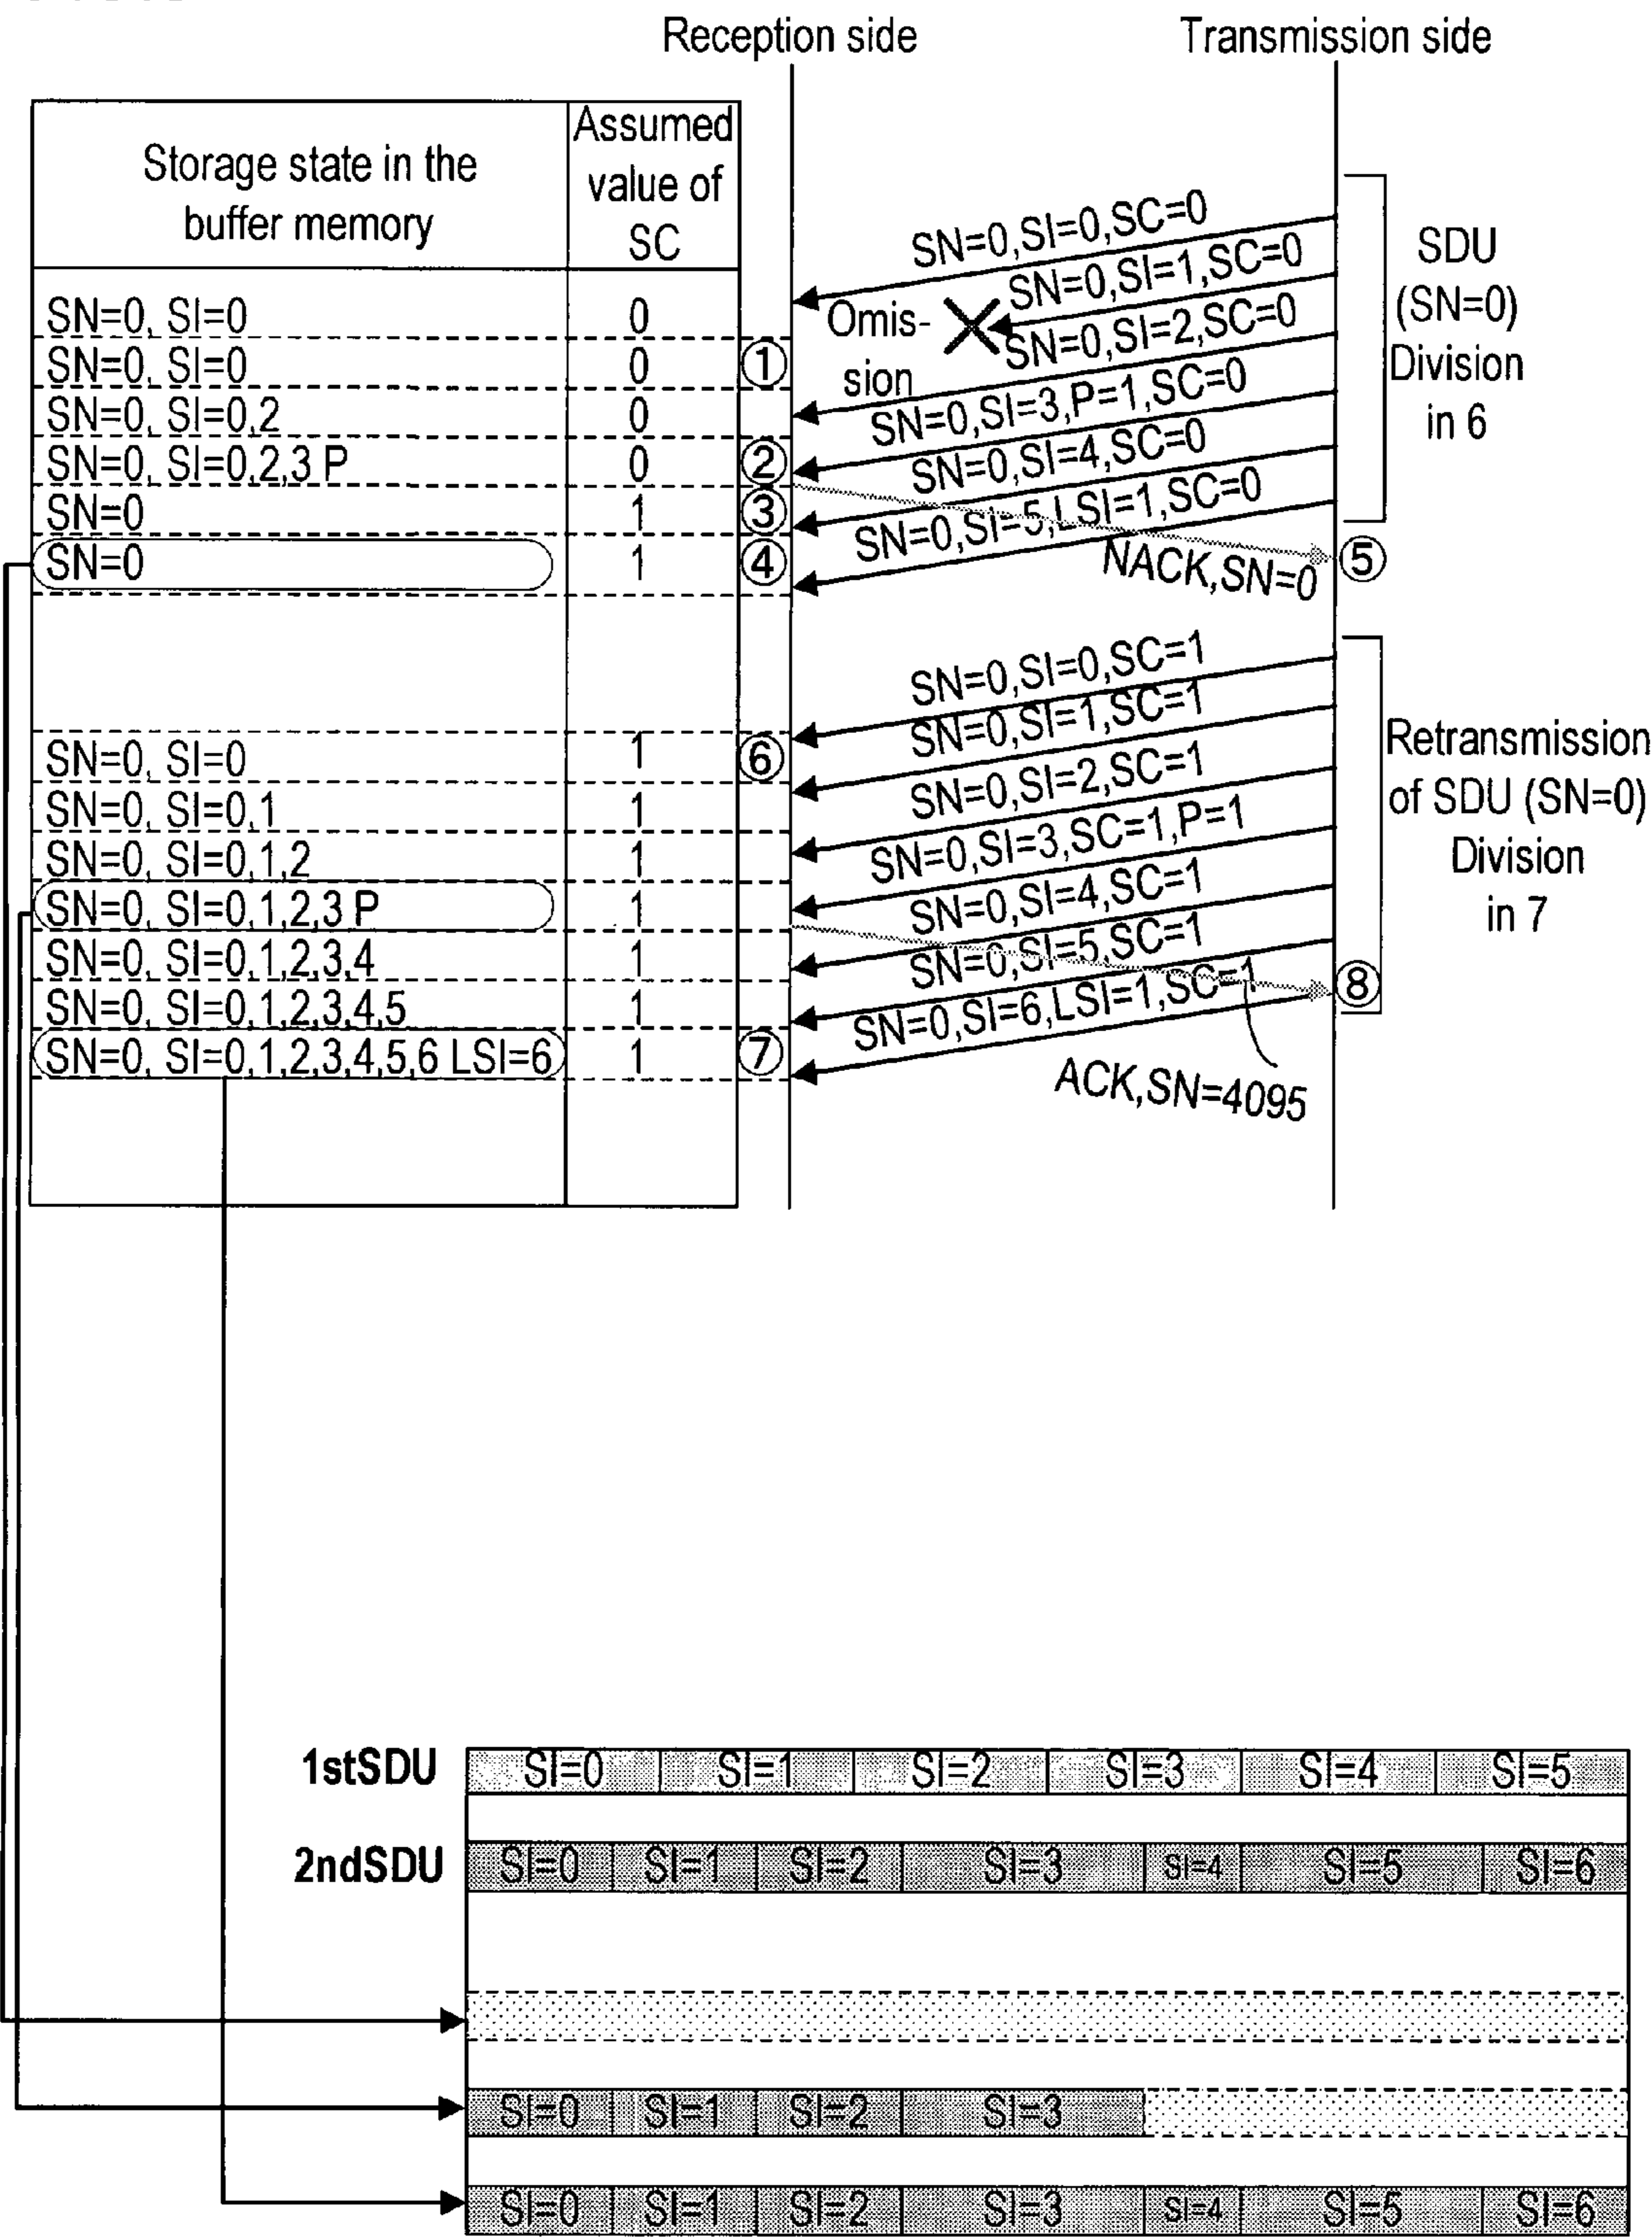 Reception side
Transmission side
Storage state in the
buffer memory
Assumed
value of
SC
SN=0, SI=0
0
SN=0, SI=0
0
①
SN=0, SI=0,2
0
SN=0, SI=0,2,3 P
0
②
SN=0
1
③
SN=0
1
④
SN=0,SI=0,SC=0
SN=0,SI=1,SC=0
Omis-
sion
SN=0,SI=2,SC=0
SN=0,SI=3,P=1,SC=0
SN=0,SI=4,SC=0
SN=0,SI=5,LSI=1,SC=0
NACK,SN=0
⑤
SDU
(SN=0)
Division
in 6
SN=0, SI=0
1
⑥
SN=0, SI=0,1
1
SN=0, SI=0,1,2
1
SN=0, SI=0,1,2,3 P
1
SN=0, SI=0,1,2,3,4
1
SN=0, SI=0,1,2,3,4,5
1
SN=0, SI=0,1,2,3,4,5,6 LSI=6
1
⑦
SN=0,SI=0,SC=1
SN=0,SI=1,SC=1
SN=0,SI=2,SC=1
SN=0,SI=3,SC=1,P=1
SN=0,SI=4,SC=1
SN=0,SI=5,SC=1
SN=0,SI=6,LSI=1,SC=1
⑧
ACK,SN=4095
Retransmission
of SDU (SN=0)
Division
in 7
1stSDU
SI=0 SI=1 SI=2 SI=3 SI=4 SI=5
2ndSDU
SI=0 SI=1 SI=2 SI=3 SI=4 SI=5 SI=6
SI=0 SI=1 SI=2 SI=3
SI=0 SI=1 SI=2 SI=3 SI=4 SI=5 SI=6